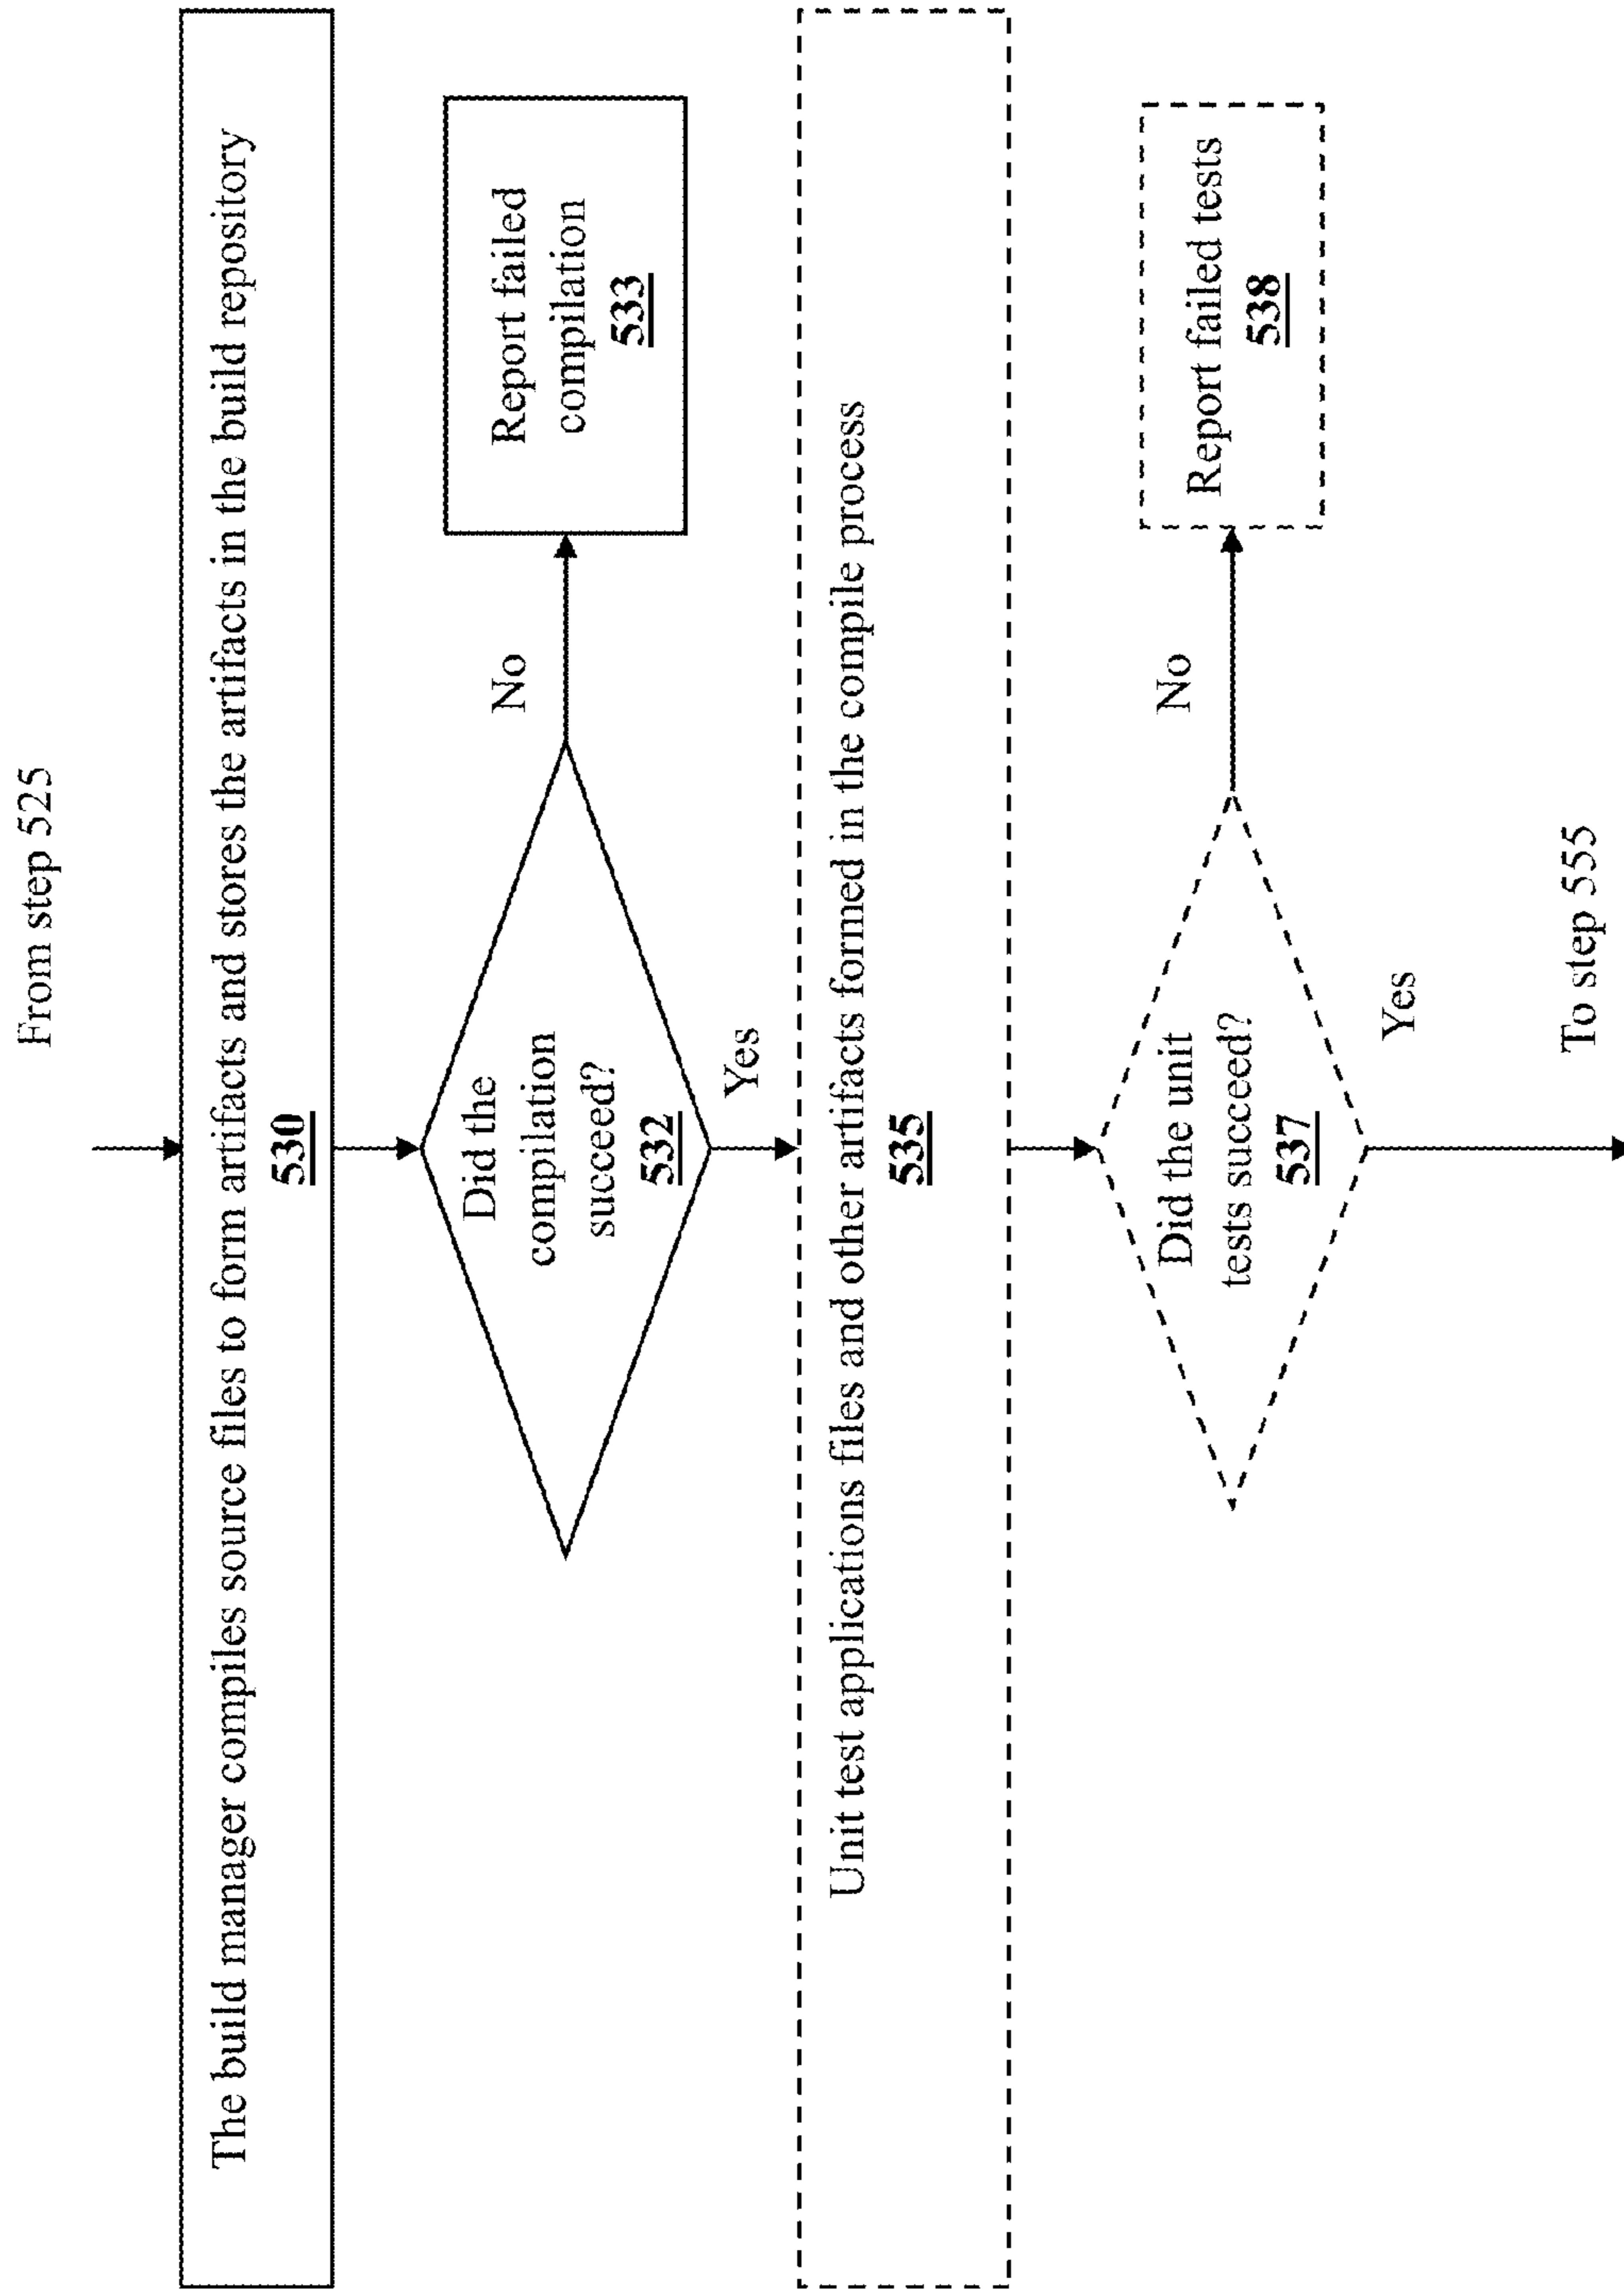 From step 525
The build manager compiles source files to form artifacts and stores the artifacts in the build repository
530
Did the
compilation
succeed?
532
No
Report failed
compilation
533
Yes
Unit test applications files and other artifacts formed in the compile process
535
Did the unit
tests succeed?
537
No
Report failed tests
538
Yes
To step 555